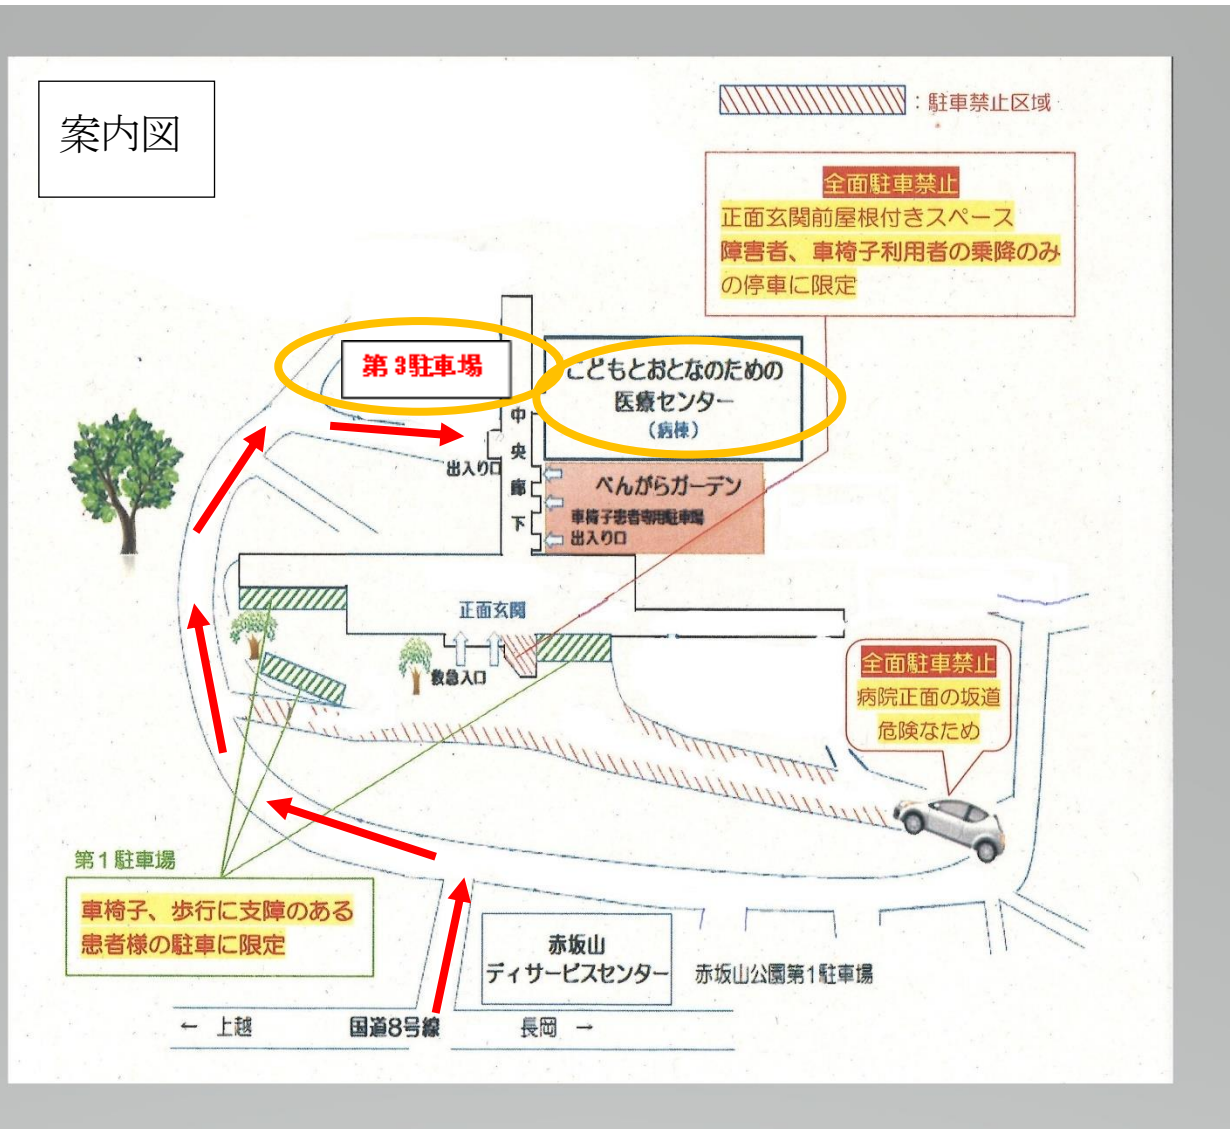 案内図
：駐車禁止区域
全面駐車禁止
正面玄関前屋根付きスペース
障害者、車椅子利用者の乗降のみ
の停車に限定
第3駐車場
こどもとおとなのための
医療センター
（病棟）
中央廊下
出入り口
べんがらガーデン
車椅子患者専用駐車場
出入り口
正面玄関
救急入口
全面駐車禁止
病院正面の坂道
危険なため
第１駐車場
車椅子、歩行に支障のある
患者様の駐車に限定
赤坂山
ディサービスセンター
赤坂山公園第1駐車場
← 上越
国道8号線
長岡 →